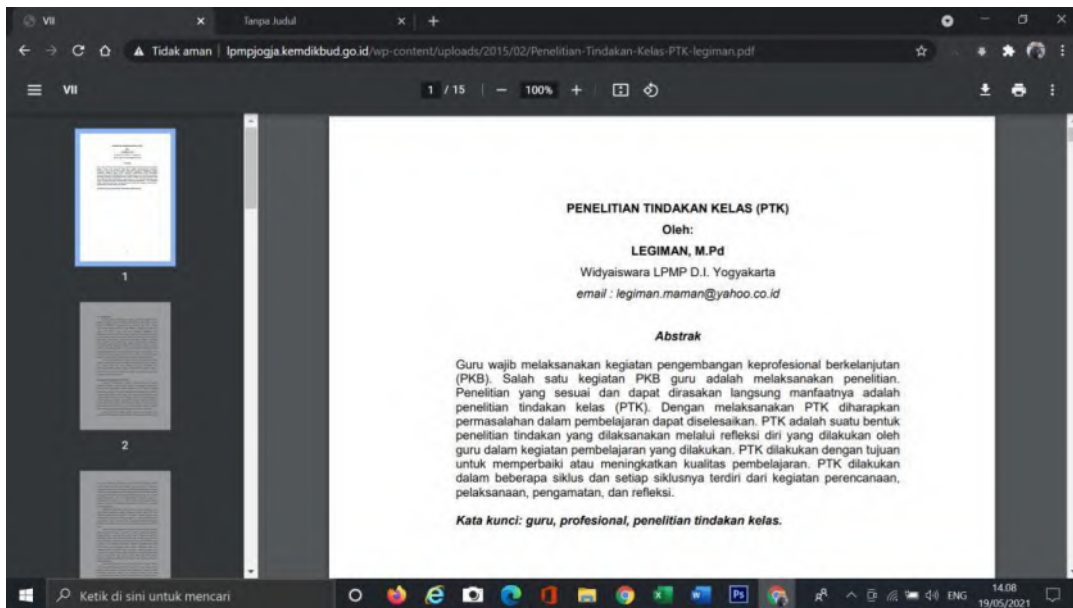 VII
Tanpa Judul
Tidak aman | lpmpjogja.kemdikbud.go.id/wp-content/uploads/2015/02/Penelitian-Tindakan-Kelas-PTK-legiman.pdf
VII
1 / 15 | − 100% +
1
2
PENELITIAN TINDAKAN KELAS (PTK)
Oleh:
LEGIMAN, M.Pd
Widyaiswara LPMP D.I. Yogyakarta
email : legiman.maman@yahoo.co.id
Abstrak
Guru wajib melaksanakan kegiatan pengembangan keprofesional berkelanjutan
(PKB). Salah satu kegiatan PKB guru adalah melaksanakan penelitian.
Penelitian yang sesuai dan dapat dirasakan langsung manfaatnya adalah
penelitian tindakan kelas (PTK). Dengan melaksanakan PTK diharapkan
permasalahan dalam pembelajaran dapat diselesaikan. PTK adalah suatu bentuk
penelitian tindakan yang dilaksanakan melalui refleksi diri yang dilakukan oleh
guru dalam kegiatan pembelajaran yang dilakukan. PTK dilakukan dengan tujuan
untuk memperbaiki atau meningkatkan kualitas pembelajaran. PTK dilakukan
dalam beberapa siklus dan setiap siklusnya terdiri dari kegiatan perencanaan,
pelaksanaan, pengamatan, dan refleksi.
Kata kunci: guru, profesional, penelitian tindakan kelas.
Ketik di sini untuk mencari
Ps
ENG
14.08
19/05/2021